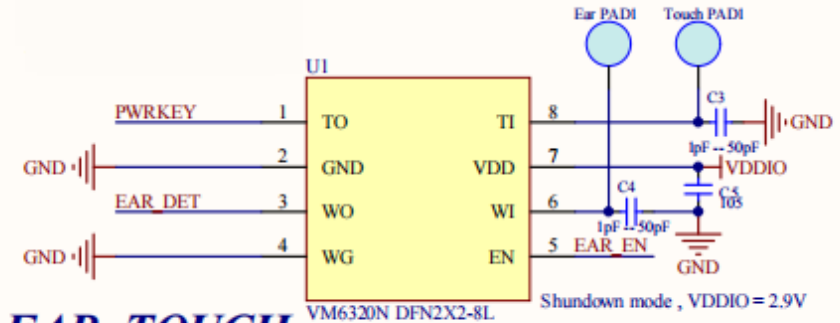 Ear PAD1 Touch PAD1
U1
PWRKEY 1 TO TI 8 C3 GND
1pF -- 50pF
GND 2 GND VDD 7 VDDIO
C4 C5
105
EAR_DET 3 WO WI 6
1pF -- 50pF
GND 4 WG EN 5 EAR_EN GND
VM6320N DFN2X2-8L
Shundown mode , VDDIO = 2.9V
EAR TOUCH